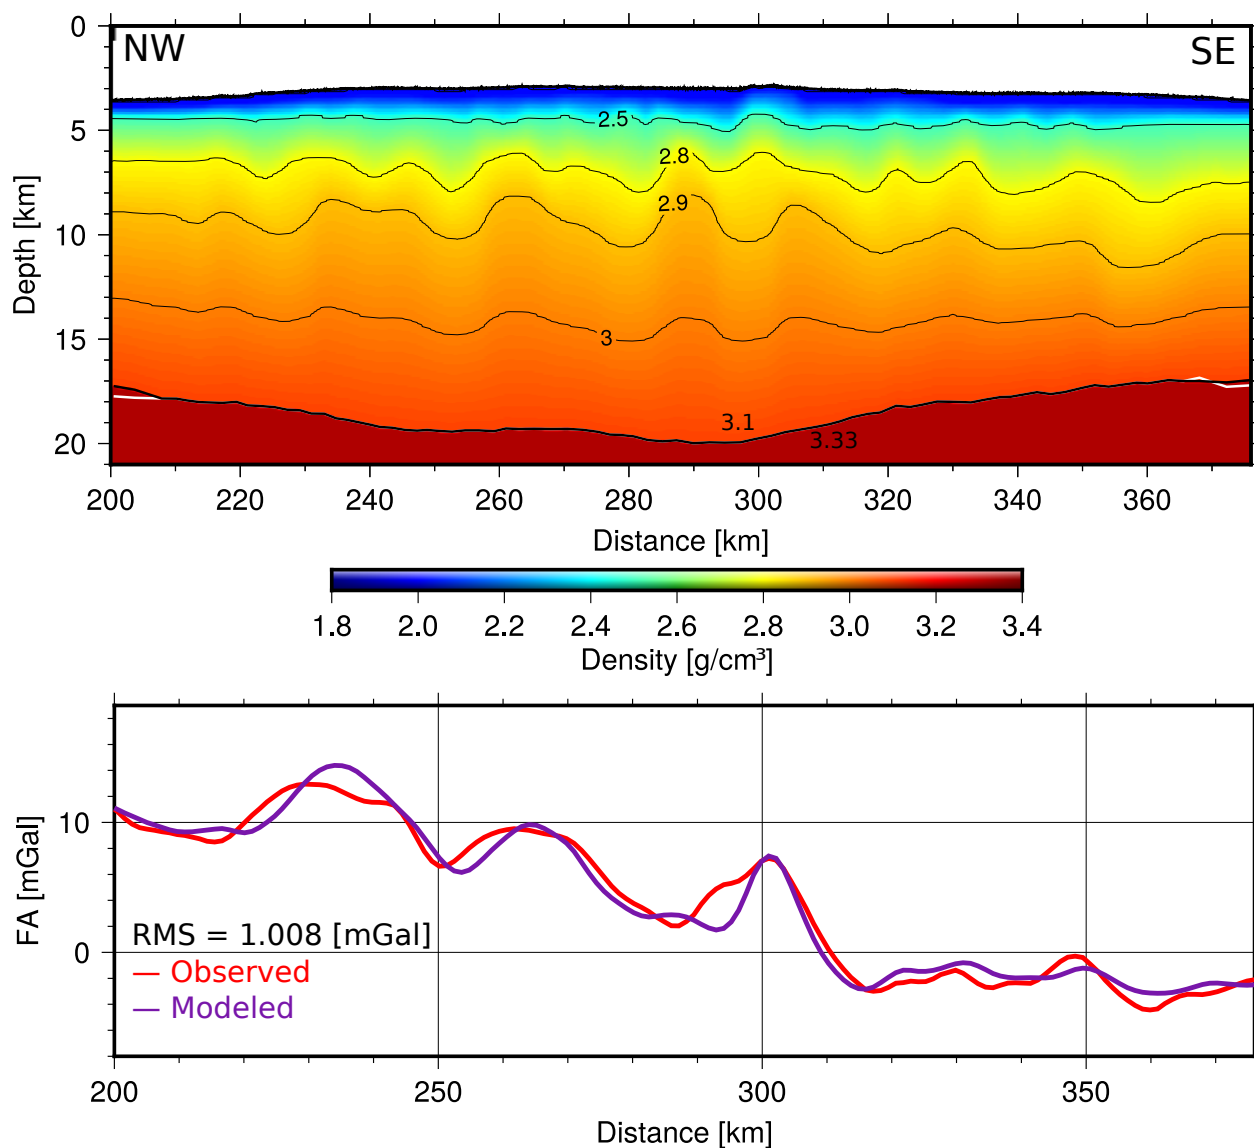 0
5
10
15
20
Depth [km]
NW
SE
2.5
2.8
2.9
3
3.1
3.33
200 220 240 260 280 300 320 340 360
Distance [km]
1.8 2.0 2.2 2.4 2.6 2.8 3.0 3.2 3.4
Density [g/cm³]
10
0
FA [mGal]
RMS = 1.008 [mGal]
Observed
Modeled
200 250 300 350
Distance [km]